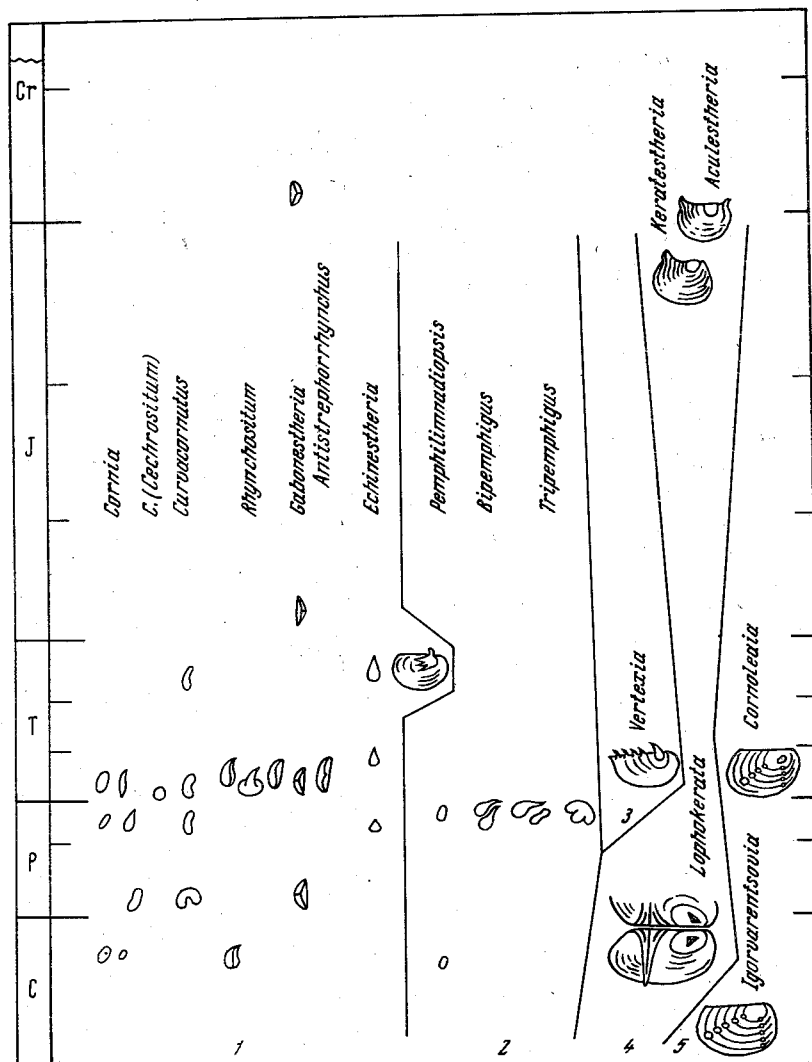 Cr
J
T
P
C
Cornia
C.(Cechrositum)
Curvacornutus
Rhynchositum
Gabonestheria
Antistrephorrhynchus
Echinestheria
Pemphilimnadiopsis
Bipemphigus
Tripemphigus
Keratestheria
Aculestheria
Vertexia
Cornoleaia
Lophokerata
Igorvarentsovia
1
2
3
4
5